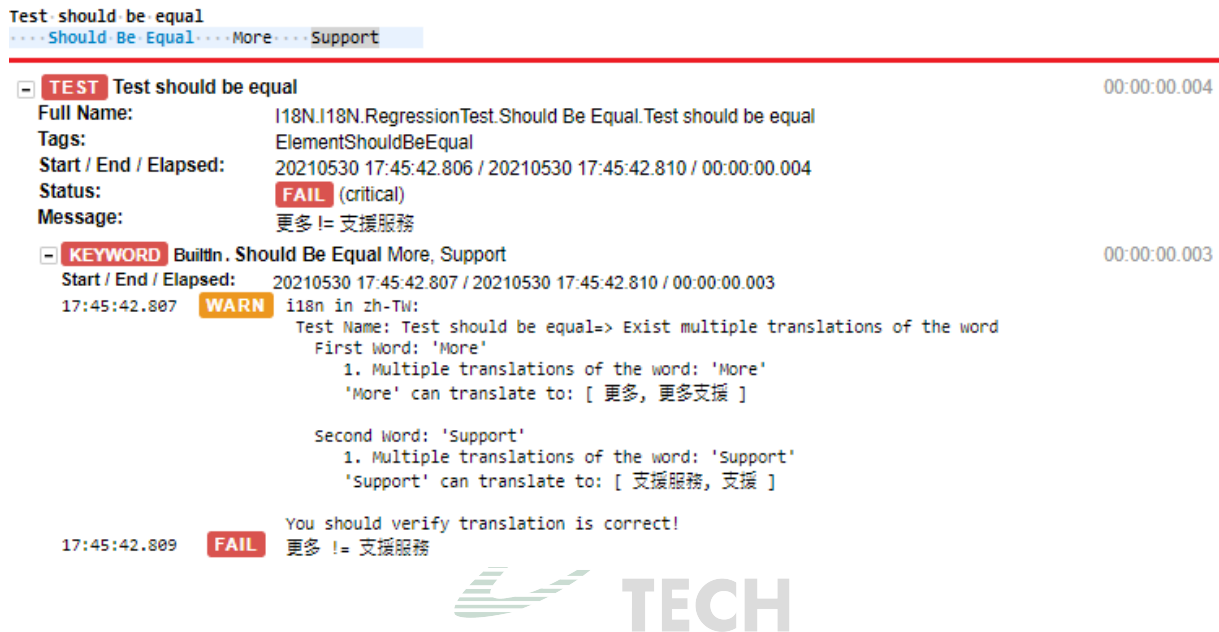 Test should be equal
Should Be Equal More Support
TEST Test should be equal 00:00:00.004
Full Name: I18N.I18N.RegressionTest.Should Be Equal.Test should be equal
Tags: ElementShouldBeEqual
Start / End / Elapsed: 20210530 17:45:42.806 / 20210530 17:45:42.810 / 00:00:00.004
Status: FAIL (critical)
Message: 更多 != 支援服務
KEYWORD BuiltIn. Should Be Equal More, Support 00:00:00.003
Start / End / Elapsed: 20210530 17:45:42.807 / 20210530 17:45:42.810 / 00:00:00.003
17:45:42.807 WARN i18n in zh-TW:
Test Name: Test should be equal=> Exist multiple translations of the word
First Word: 'More'
1. Multiple translations of the word: 'More'
'More' can translate to: [ 更多, 更多支援 ]
Second Word: 'Support'
1. Multiple translations of the word: 'Support'
'Support' can translate to: [ 支援服務, 支援 ]
You should verify translation is correct!
17:45:42.809 FAIL 更多 != 支援服務
TECH